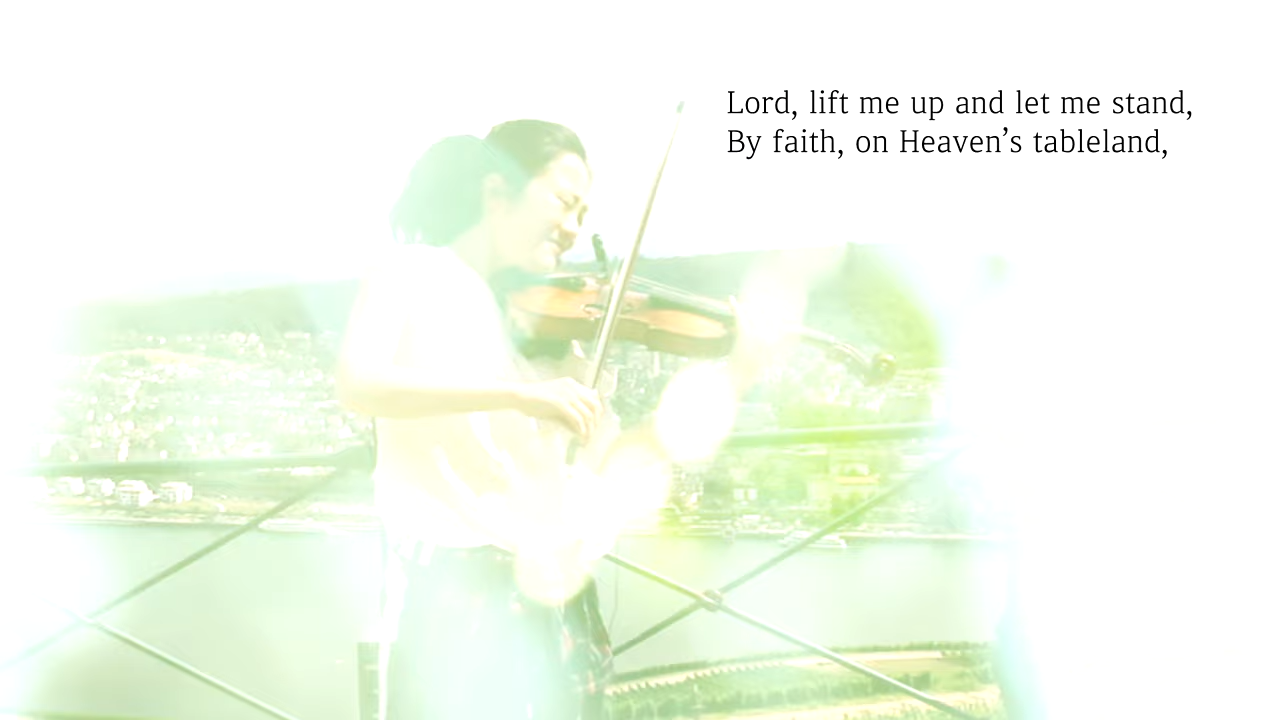 Lord, lift me up and let me stand,
By faith, on Heaven’s tableland,